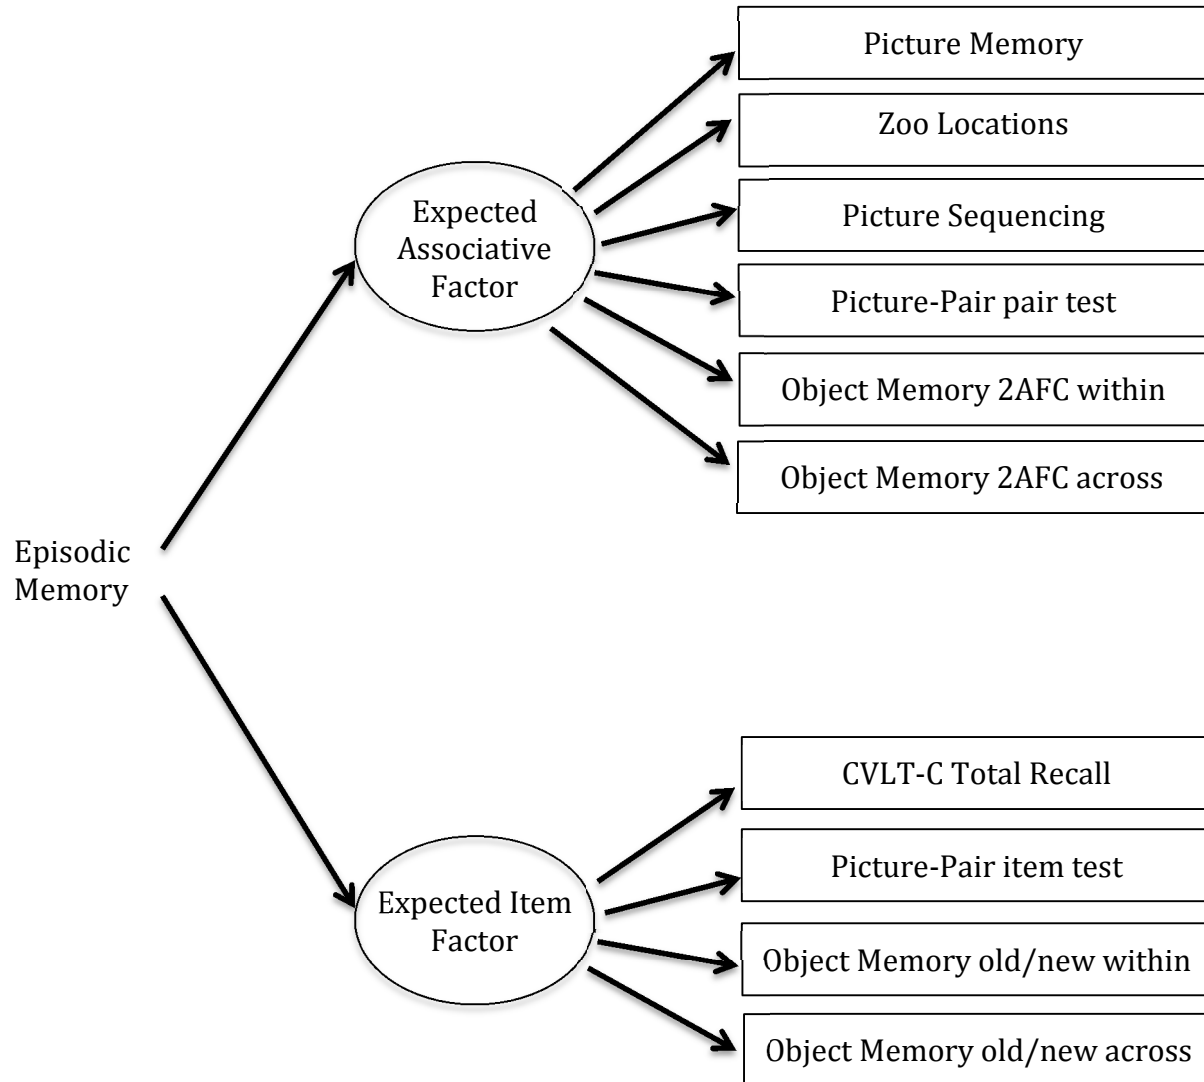 Picture Memory
Zoo Locations
Expected
Associative
Factor
Picture Sequencing
Picture-Pair pair test
Object Memory 2AFC within
Object Memory 2AFC across
Episodic
Memory
CVLT-C Total Recall
Picture-Pair item test
Expected Item
Factor
Object Memory old/new within
Object Memory old/new across